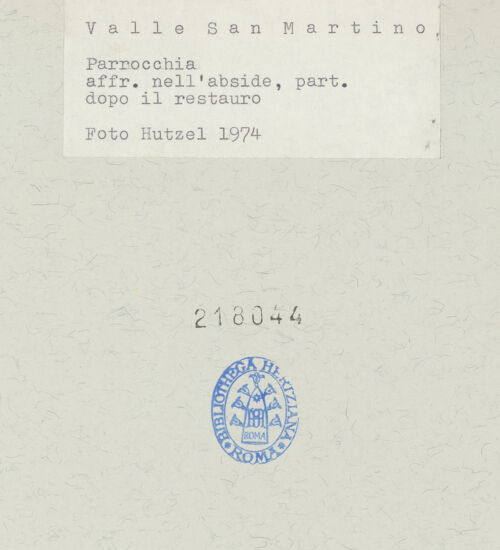 Valle San Martino,
Parrocchia
affr. nell'abside, part.
dopo il restauro
Foto Hutzel 1974
218044
BIBLIOTHECA HERTZIANA
ROMA
ROMA